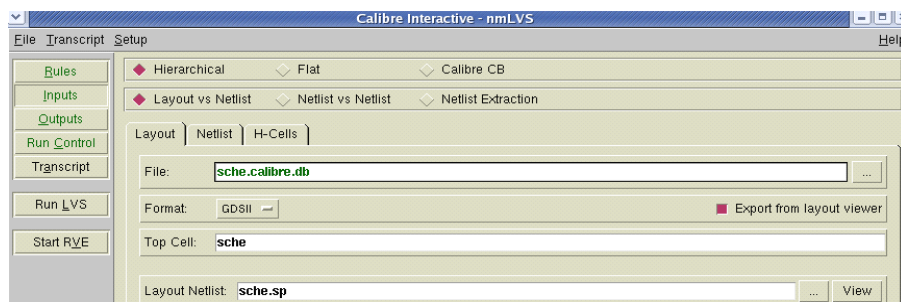 Calibre Interactive - nmLVS
File Transcript Setup Help
Rules
Inputs
Outputs
Run Control
Transcript
Run LVS
Start RVE
Hierarchical Flat Calibre CB
Layout vs Netlist Netlist vs Netlist Netlist Extraction
Layout Netlist H-Cells
File: sche.calibre.db ...
Format: GDSII Export from layout viewer
Top Cell: sche
Layout Netlist: sche.sp ... View